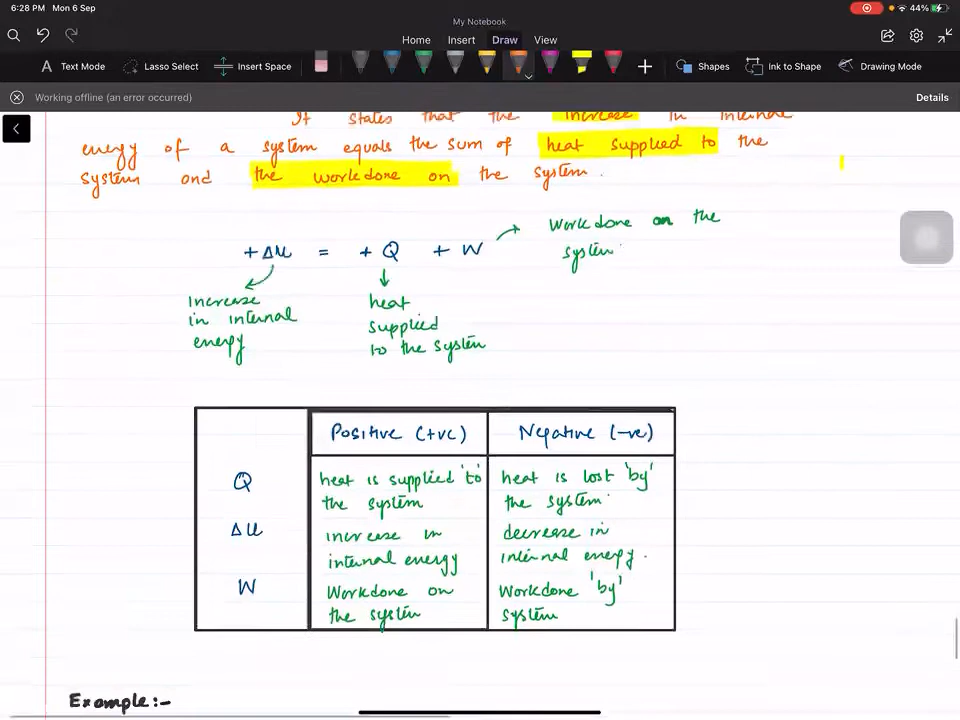 6:28 PM Mon 6 Sep
44%
My Notebook
Home Insert Draw View
Text Mode Lasso Select Insert Space Shapes Ink to Shape Drawing Mode
Working offline (an error occurred) Details
It states that the increase in internal
energy of a system equals the sum of heat supplied to the
system and the workdone on the system.
Workdone on the
system
+ΔU = +Q +W
Increase
in internal
energy
heat
supplied
to the system
Positive (+ve) Negative (-ve)
Q heat is supplied 'to' the system heat is lost 'by' the system.
ΔU increase in internal energy decrease in internal energy.
W Workdone on the system Workdone 'by' system
Example:-